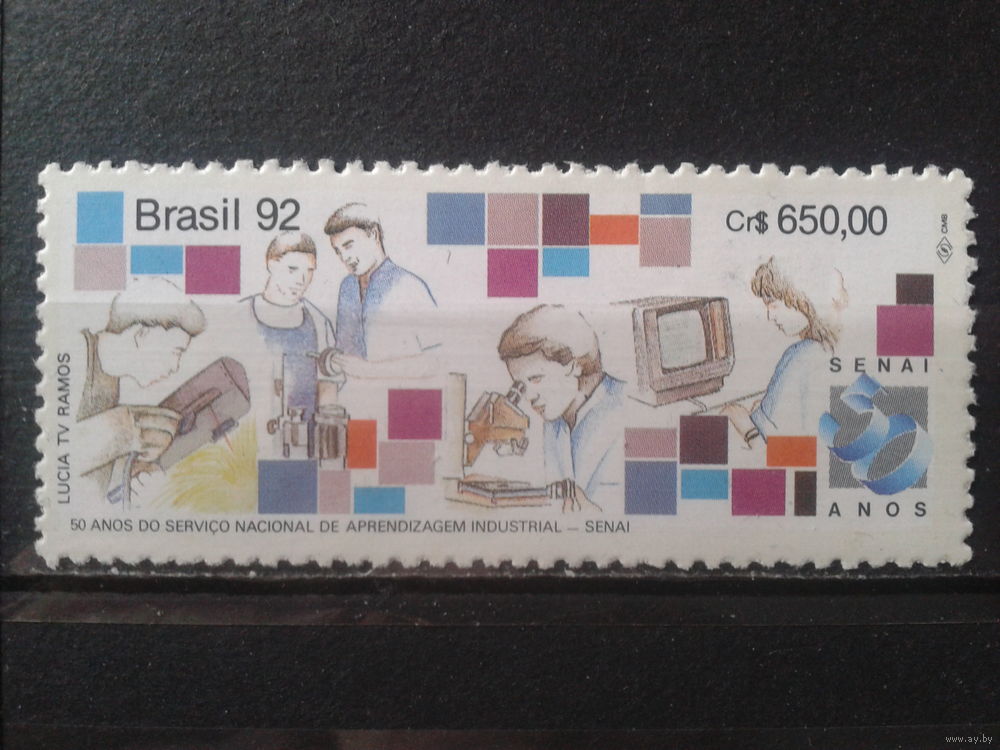 Brasil 92
Cr$ 650,00
CMB
LUCIA TV RAMOS
SENAI
50
ANOS
50 ANOS DO SERVIÇO NACIONAL DE APRENDIZAGEM INDUSTRIAL — SENAI
www.ay.by